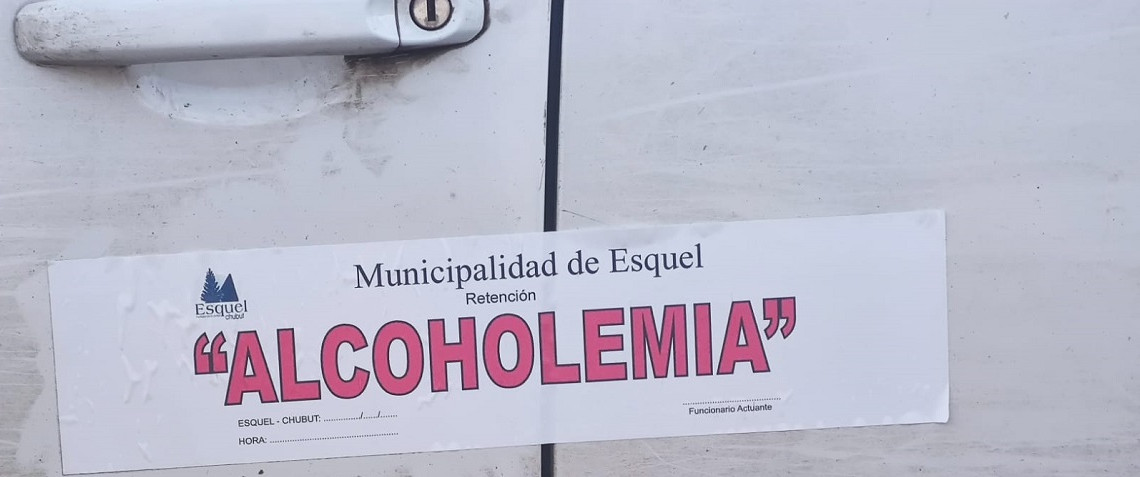 Municipalidad de Esquel
Retención
Esquel
chubut
“ALCOHOLEMIA”
ESQUEL - CHUBUT: ............../....../.......
HORA: ................................................
Funcionario Actuante